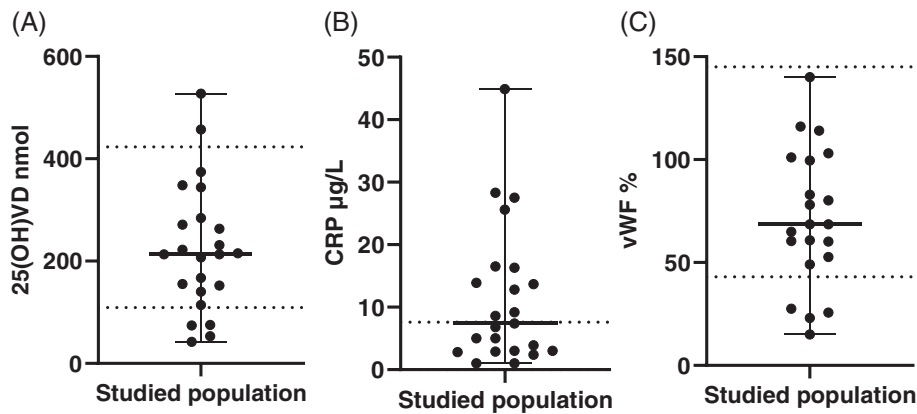 (A)
25(OH)VD nmol
600
400
200
0
Studied population
(B)
CRP µg/L
50
40
30
20
10
0
Studied population
(C)
vWF %
150
100
50
0
Studied population